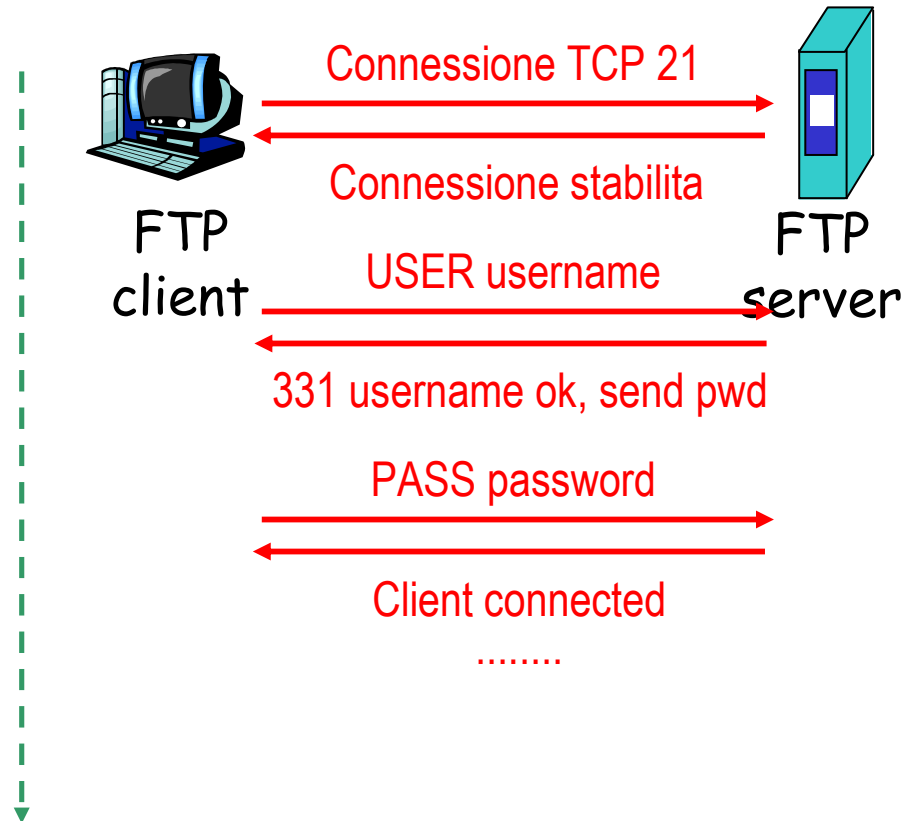 Connessione TCP 21
Connessione stabilita
FTP
client
FTP
server
USER username
331 username ok, send pwd
PASS password
Client connected
........